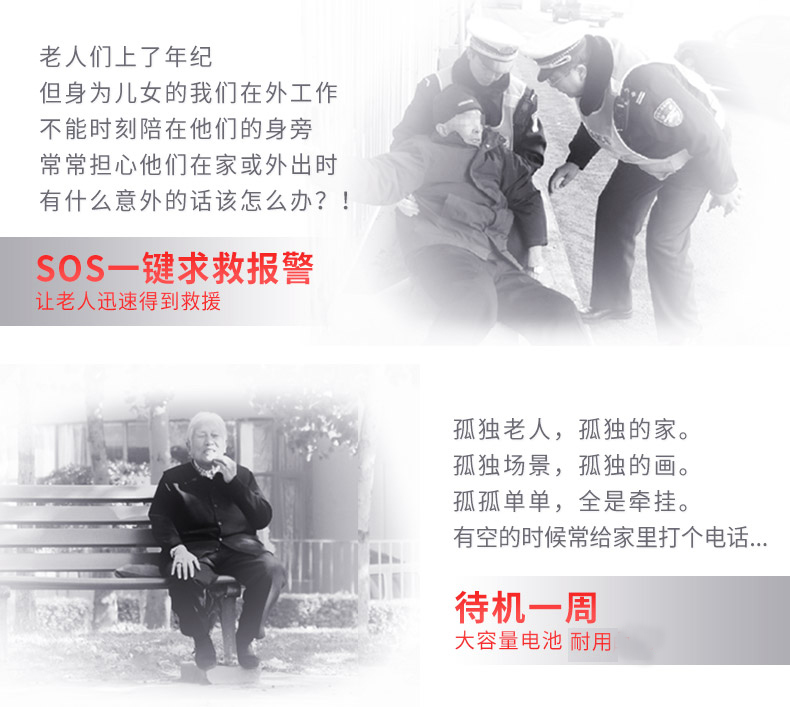 老人们上了年纪
但身为儿女的我们在外工作
不能时刻陪在他们的身旁
常常担心他们在家或外出时
有什么意外的话该怎么办？！
SOS一键求救报警
让老人迅速得到救援
孤独老人，孤独的家。
孤独场景，孤独的画。
孤孤单单，全是牵挂。
有空的时候常给家里打个电话...
待机一周
大容量电池 耐用